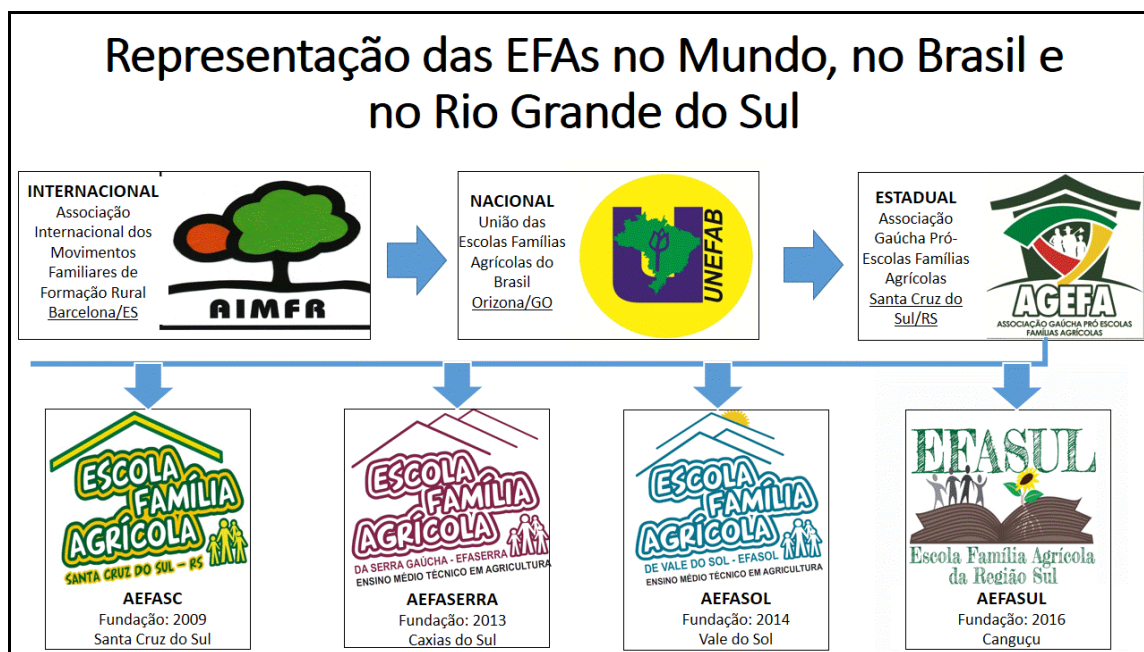 Representação das EFAs no Mundo, no Brasil e
no Rio Grande do Sul
INTERNACIONAL
Associação
Internacional dos
Movimentos
Familiares de
Formação Rural
Barcelona/ES
AIMFR
NACIONAL
União das
Escolas Famílias
Agrícolas do
Brasil
Orizona/GO
U
UNEFAB
ESTADUAL
Associação
Gaúcha Pró-
Escolas Famílias
Agrícolas
Santa Cruz do
Sul/RS
AGEFA
ASSOCIAÇÃO GAÚCHA PRÓ ESCOLAS
FAMÍLIAS AGRÍCOLAS
ESCOLA
FAMÍLIA
AGRÍCOLA
SANTA CRUZ DO SUL – RS
AEFASC
Fundação: 2009
Santa Cruz do Sul
ESCOLA
FAMÍLIA
AGRÍCOLA
DA SERRA GAÚCHA - EFASERRA
ENSINO MÉDIO TÉCNICO EM AGRICULTURA
AEFASERRA
Fundação: 2013
Caxias do Sul
ESCOLA
FAMÍLIA
AGRÍCOLA
DE VALE DO SOL - EFASOL
ENSINO MÉDIO TÉCNICO EM AGRICULTURA
AEFASOL
Fundação: 2014
Vale do Sol
EFASUL
Escola Família Agrícola
da Região Sul
AEFASUL
Fundação: 2016
Canguçu